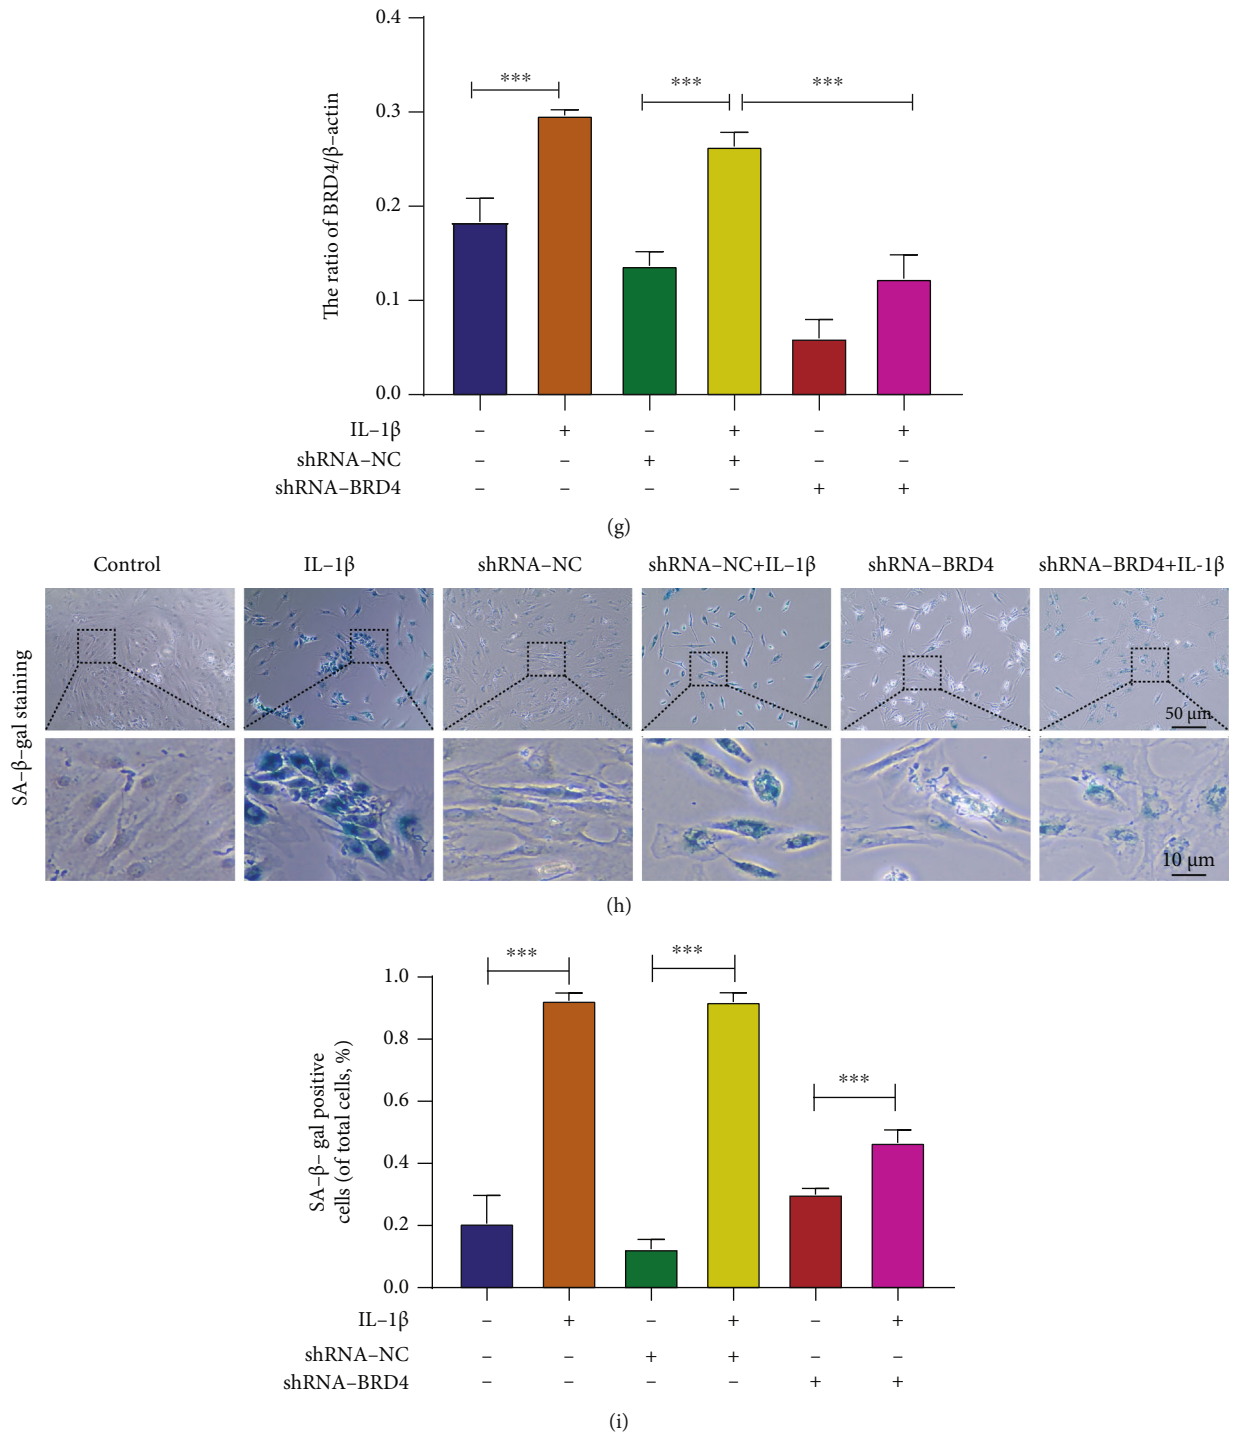 0.4
0.3
0.2
0.1
0.0
The ratio of BRD4/β–actin
*** *** ***
IL–1β – + – + – +
shRNA–NC – – + + – –
shRNA–BRD4 – – – – + +
(g)
Control IL–1β shRNA–NC shRNA–NC+IL–1β shRNA–BRD4 shRNA–BRD4+IL-1β
SA–β–gal staining
50 μm
10 μm
(h)
1.0
0.8
0.6
0.4
0.2
0.0
SA–β– gal positive
cells (of total cells, %)
*** *** ***
IL–1β – + – + – +
shRNA–NC – – + + – –
shRNA–BRD4 – – – – + +
(i)